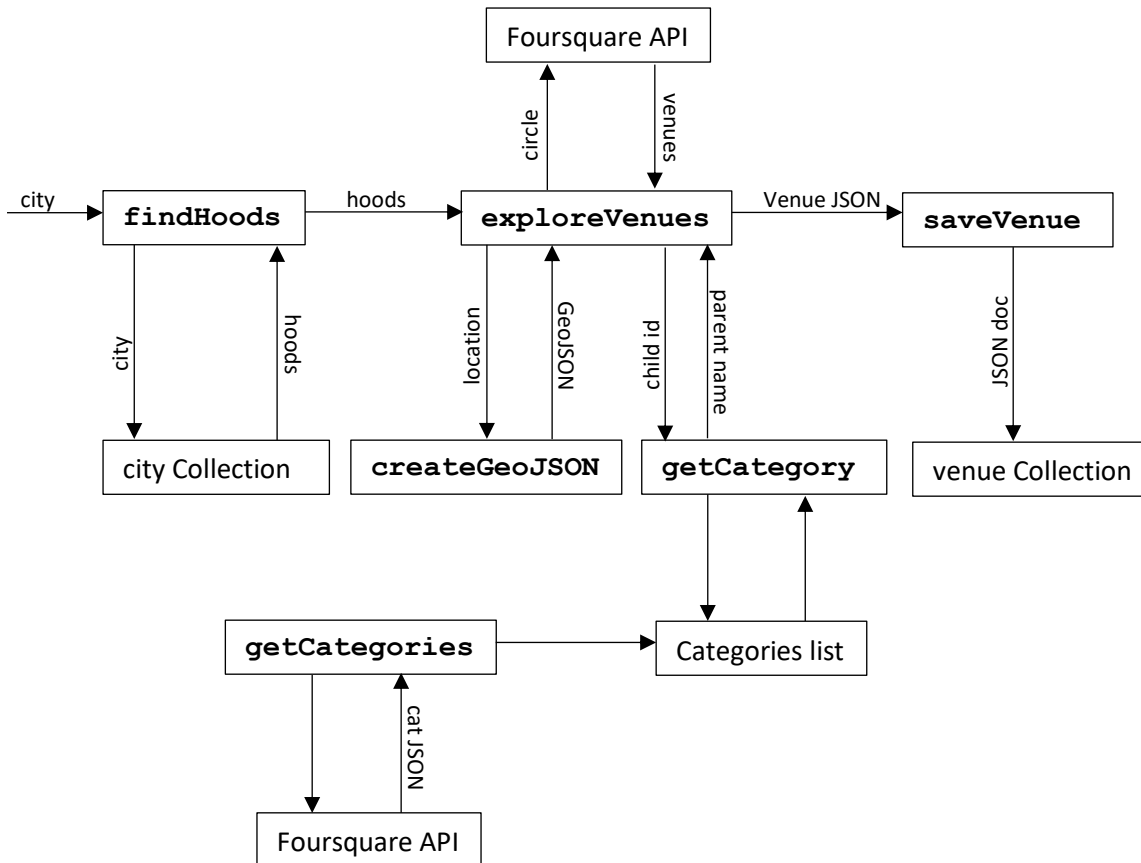 Foursquare API
circle
venues
city
findHoods
hoods
exploreVenues
Venue JSON
saveVenue
city
hoods
location
GeoJSON
child id
parent name
JSON doc
city Collection
createGeoJSON
getCategory
venue Collection
getCategories
Categories list
cat JSON
Foursquare API